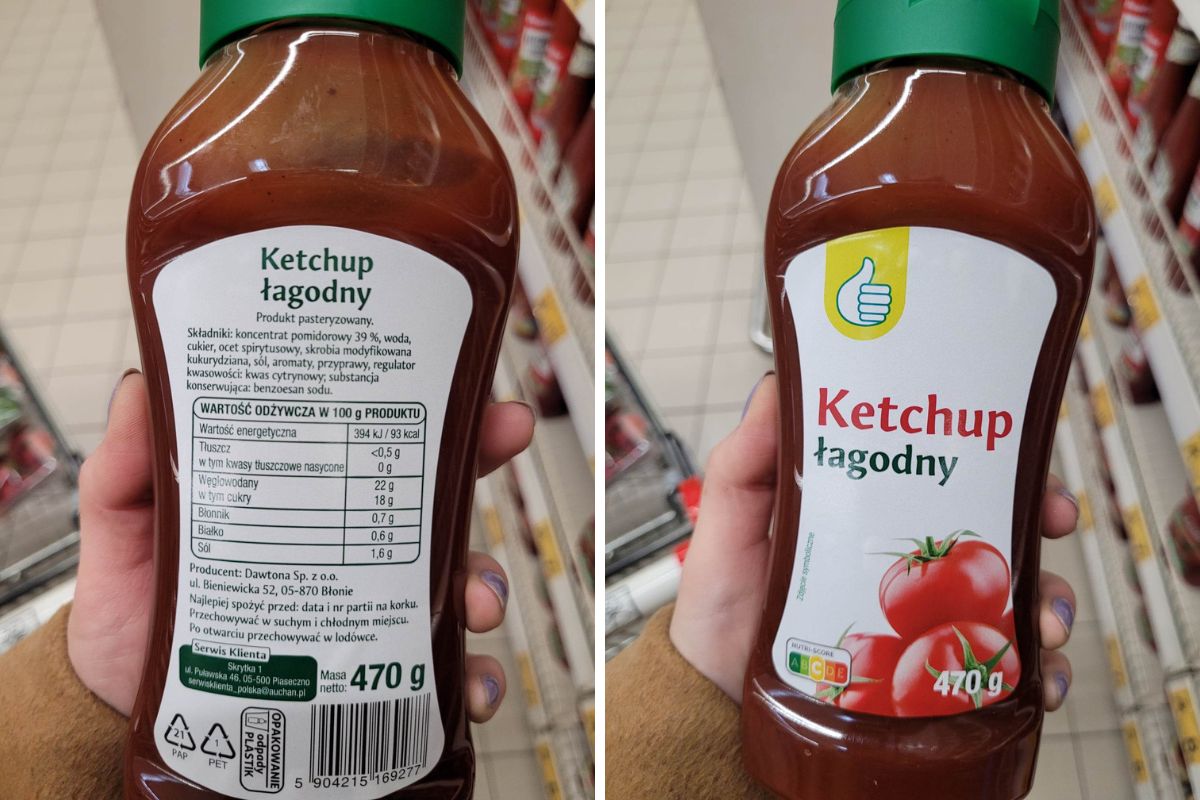 Ketchup
łagodny
Produkt pasteryzowany.
Składniki: koncentrat pomidorowy 39 %, woda,
cukier, ocet spirytusowy, skrobia modyfikowana
kukurydziana, sól, aromaty, przyprawy, regulator
kwasowości: kwas cytrynowy; substancja
konserwująca: benzoesan sodu.
WARTOŚĆ ODŻYWCZA W 100 g PRODUKTU
Wartość energetyczna 394 kJ / 93 kcal
Tłuszcz <0,5 g
w tym kwasy tłuszczowe nasycone 0 g
Węglowodany 22 g
w tym cukry 18 g
Błonnik 0,7 g
Białko 0,6 g
Sól 1,6 g
Producent: Dawtona Sp. z o.o.
ul. Bieniewicka 52, 05-870 Błonie
Najlepiej spożyć przed: data i nr partii na korku.
Przechowywać w suchym i chłodnym miejscu.
Po otwarciu przechowywać w lodówce.
Serwis Klienta
Skrytka 1
ul. Puławska 46, 05-500 Piaseczno
serwisklienta_polska@auchan.pl
Masa
netto: 470 g
21
PAP
1
PET
OPAKOWANIE
odpady
PLASTIK
5 904215 169277
Ketchup
łagodny
Zdjęcie symboliczne
NUTRI-SCORE
A B C D E
470 g